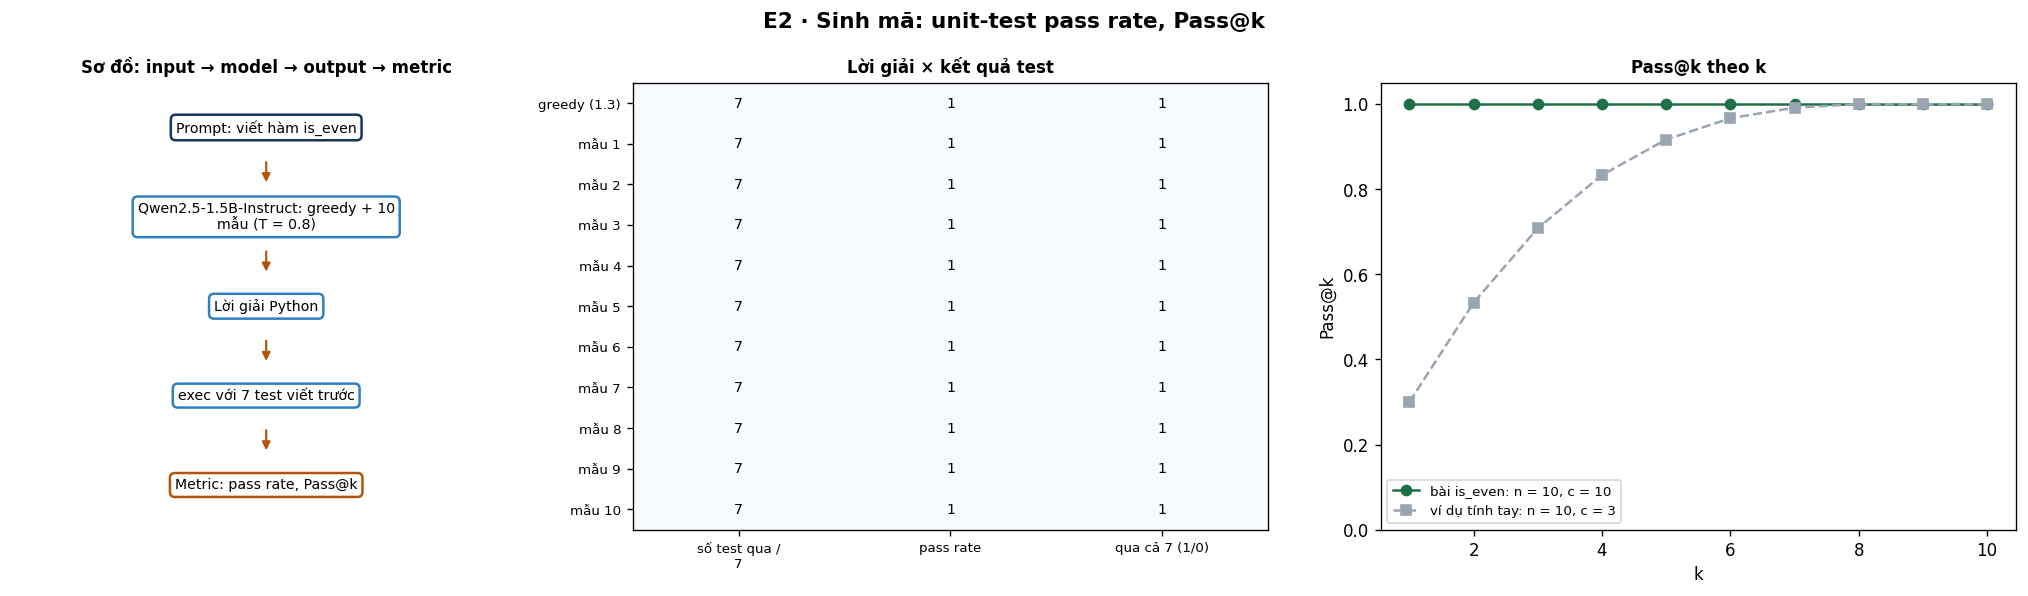 E2 · Sinh mã: unit-test pass rate, Pass@k
Sơ đồ: input → model → output → metric
Prompt: viết hàm is_even
Qwen2.5-1.5B-Instruct: greedy + 10
mẫu (T = 0.8)
Lời giải Python
exec với 7 test viết trước
Metric: pass rate, Pass@k
Lời giải × kết quả test
greedy (1.3) 7 1 1
mẫu 1 7 1 1
mẫu 2 7 1 1
mẫu 3 7 1 1
mẫu 4 7 1 1
mẫu 5 7 1 1
mẫu 6 7 1 1
mẫu 7 7 1 1
mẫu 8 7 1 1
mẫu 9 7 1 1
mẫu 10 7 1 1
số test qua / pass rate qua cả 7 (1/0)
7
Pass@k theo k
Pass@k
1.0
0.8
0.6
0.4
0.2
0.0
bài is_even: n = 10, c = 10
ví dụ tính tay: n = 10, c = 3
2 4 6 8 10
k